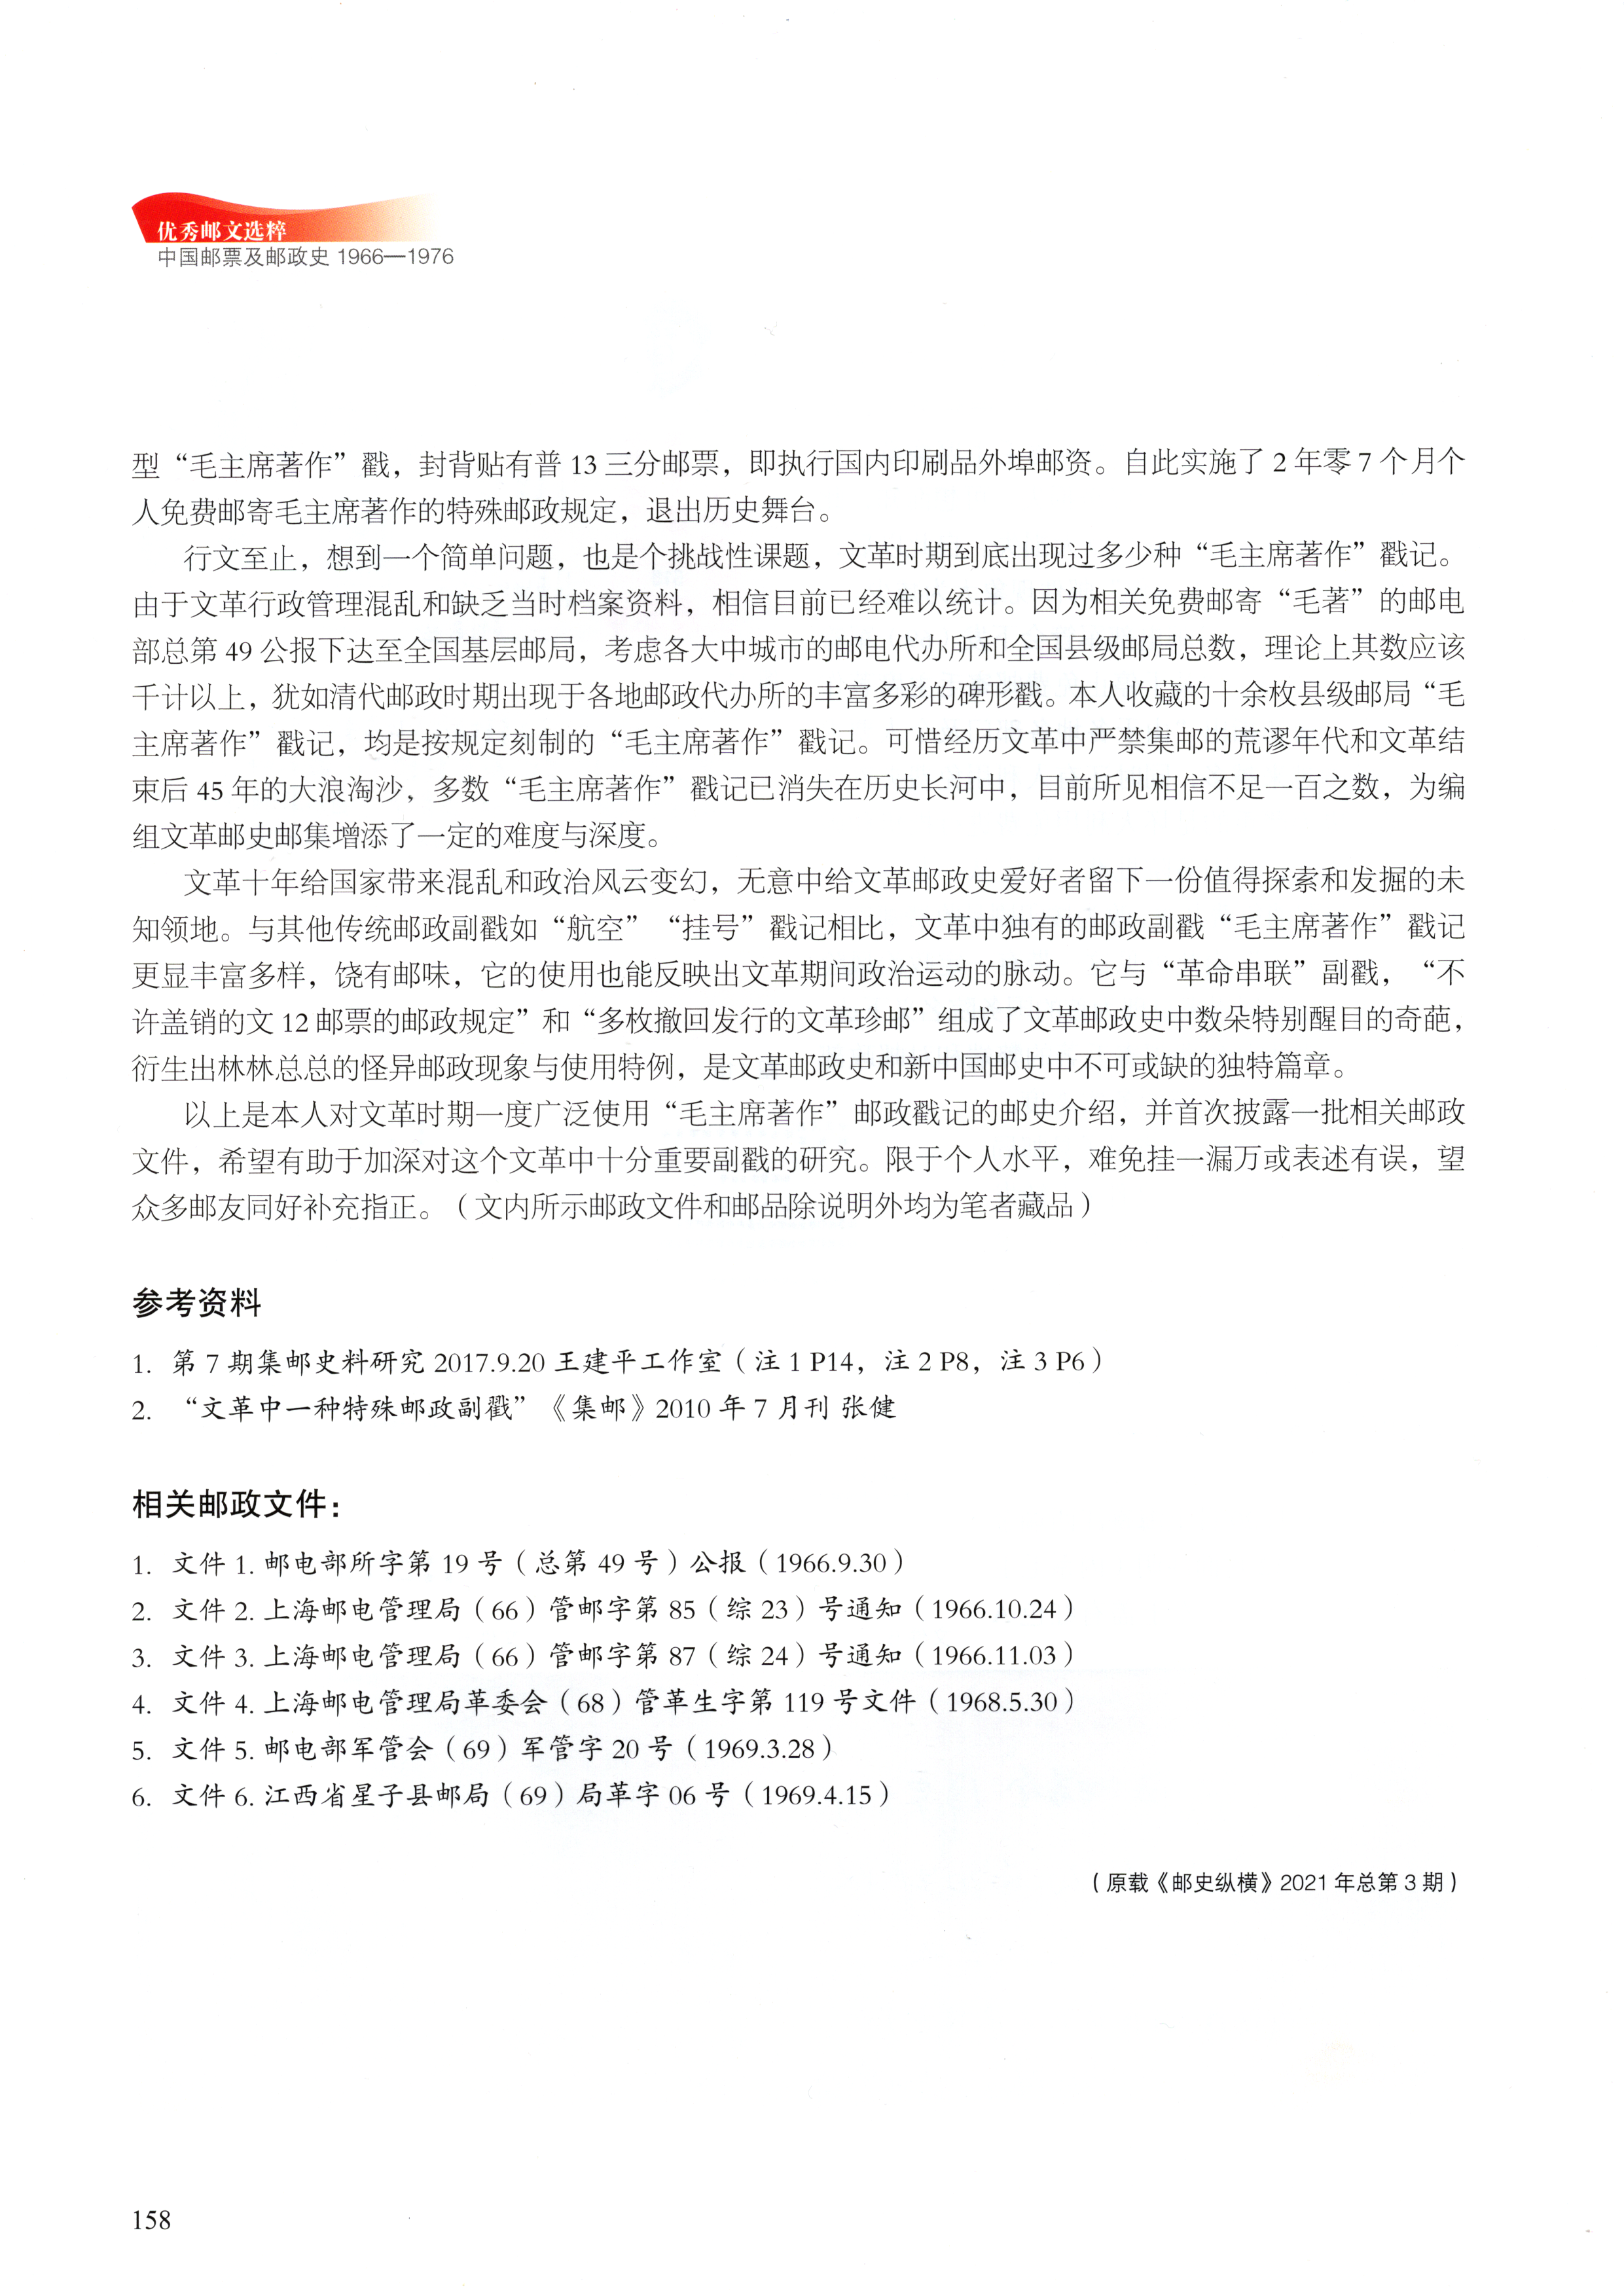 优秀邮文选粹
中国邮票及邮政史 1966—1976
型“毛主席著作”戳，封背贴有普 13 三分邮票，即执行国内印刷品外埠邮资。自此实施了 2 年零 7 个月个
人免费邮寄毛主席著作的特殊邮政规定，退出历史舞台。
行文至止，想到一个简单问题，也是个挑战性课题，文革时期到底出现过多少种“毛主席著作”戳记。
由于文革行政管理混乱和缺乏当时档案资料，相信目前已经难以统计。因为相关免费邮寄“毛著”的邮电
部总第 49 公报下达至全国基层邮局，考虑各大中城市的邮电代办所和全国县级邮局总数，理论上其数应该
千计以上，犹如清代邮政时期出现于各地邮政代办所的丰富多彩的碑形戳。本人收藏的十余枚县级邮局“毛
主席著作”戳记，均是按规定刻制的“毛主席著作”戳记。可惜经历文革中严禁集邮的荒谬年代和文革结
束后 45 年的大浪淘沙，多数“毛主席著作”戳记已消失在历史长河中，目前所见相信不足一百之数，为编
组文革邮史邮集增添了一定的难度与深度。
文革十年给国家带来混乱和政治风云变幻，无意中给文革邮政史爱好者留下一份值得探索和发掘的未
知领地。与其他传统邮政副戳如“航空”“挂号”戳记相比，文革中独有的邮政副戳“毛主席著作”戳记
更显丰富多样，饶有邮味，它的使用也能反映出文革期间政治运动的脉动。它与“革命串联”副戳，“不
许盖销的文 12 邮票的邮政规定”和“多枚撤回发行的文革珍邮”组成了文革邮政史中数朵特别醒目的奇葩，
衍生出林林总总的怪异邮政现象与使用特例，是文革邮政史和新中国邮史中不可或缺的独特篇章。
以上是本人对文革时期一度广泛使用“毛主席著作”邮政戳记的邮史介绍，并首次披露一批相关邮政
文件，希望有助于加深对这个文革中十分重要副戳的研究。限于个人水平，难免挂一漏万或表述有误，望
众多邮友同好补充指正。（文内所示邮政文件和邮品除说明外均为笔者藏品）
参考资料
1. 第 7 期集邮史料研究 2017.9.20 王建平工作室（注 1 P14，注 2 P8，注 3 P6）
2. “文革中一种特殊邮政副戳”《集邮》2010 年 7 月刊 张健
相关邮政文件：
1. 文件 1. 邮电部所字第 19 号（总第 49 号）公报（1966.9.30）
2. 文件 2. 上海邮电管理局（66）管邮字第 85（综 23）号通知（1966.10.24）
3. 文件 3. 上海邮电管理局（66）管邮字第 87（综 24）号通知（1966.11.03）
4. 文件 4. 上海邮电管理局革委会（68）管革生字第 119 号文件（1968.5.30）
5. 文件 5. 邮电部军管会（69）军管字 20 号（1969.3.28）
6. 文件 6. 江西省星子县邮局（69）局革字 06 号（1969.4.15）
（原载《邮史纵横》2021 年总第 3 期）
158